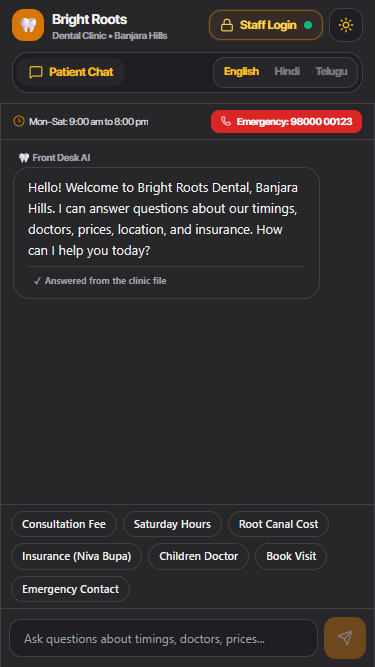 Bright Roots
Dental Clinic • Banjara Hills
Staff Login
Patient Chat
English Hindi Telugu
Mon–Sat: 9:00 am to 8:00 pm
Emergency: 98000 00123
🦷 Front Desk AI
Hello! Welcome to Bright Roots Dental, Banjara
Hills. I can answer questions about our timings,
doctors, prices, location, and insurance. How
can I help you today?
✓ Answered from the clinic file
Consultation Fee
Saturday Hours
Root Canal Cost
Insurance (Niva Bupa)
Children Doctor
Book Visit
Emergency Contact
Ask questions about timings, doctors, prices...